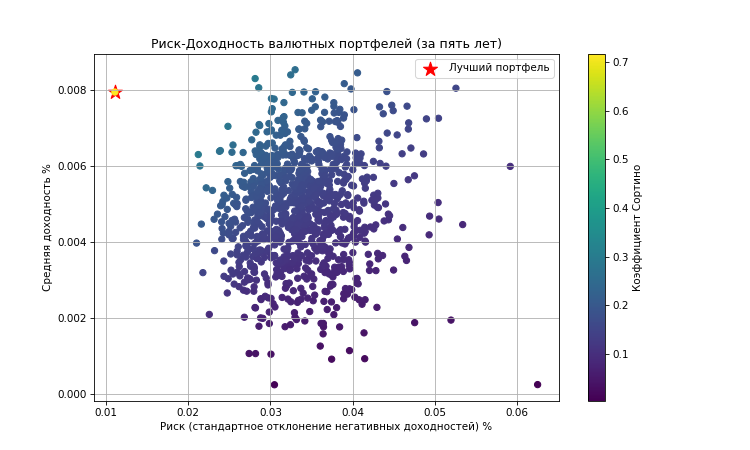 Риск-Доходность валютных портфелей (за пять лет)
Лучший портфель
Средняя доходность %
0.008
0.006
0.004
0.002
0.000
0.01 0.02 0.03 0.04 0.05 0.06
Риск (стандартное отклонение негативных доходностей) %
0.7
0.6
0.5
0.4
0.3
0.2
0.1
Коэффициент Сортино